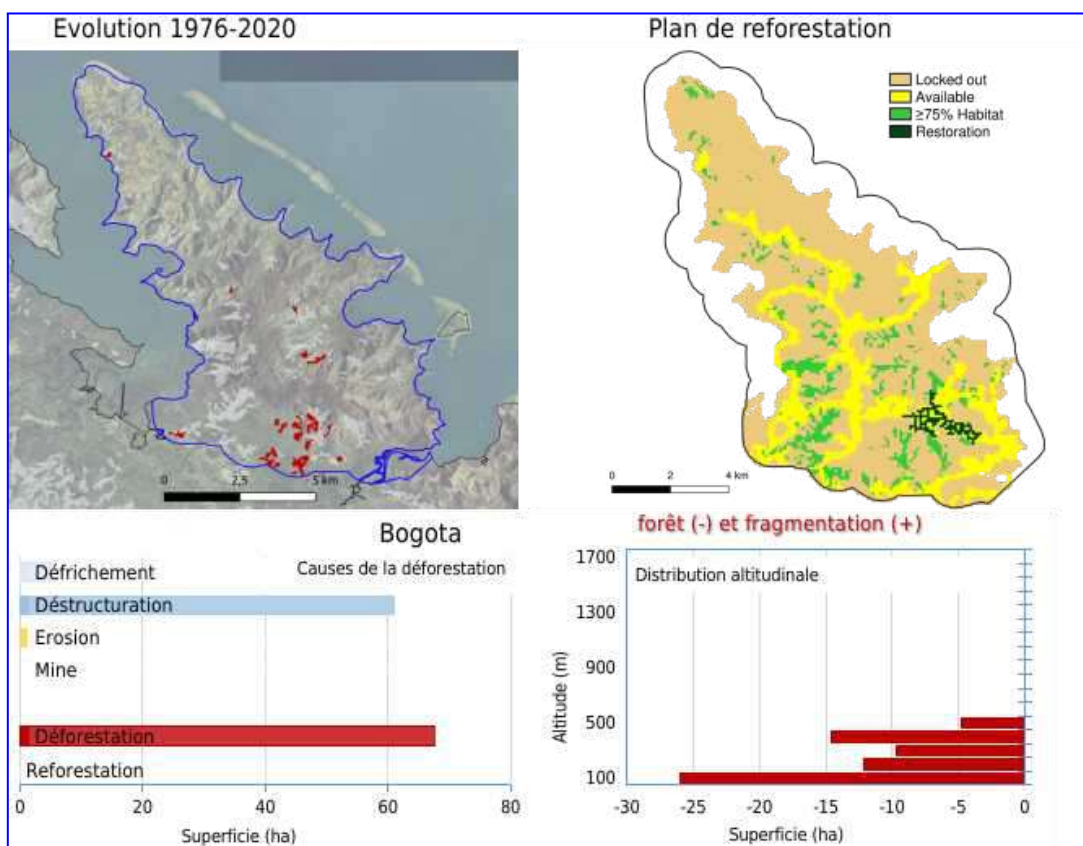 Evolution 1976-2020
Plan de reforestation
Locked out
Available
≥75% Habitat
Restoration
0 2,5 5 km
0 2 4 km
Bogota
Causes de la déforestation
Défrichement
Déstructuration
Erosion
Mine
Déforestation
Reforestation
0 20 40 60 80
Superficie (ha)
forêt (-) et fragmentation (+)
Distribution altitudinale
Altitude (m)
1700
1300
900
500
100
-30 -25 -20 -15 -10 -5 0
Superficie (ha)